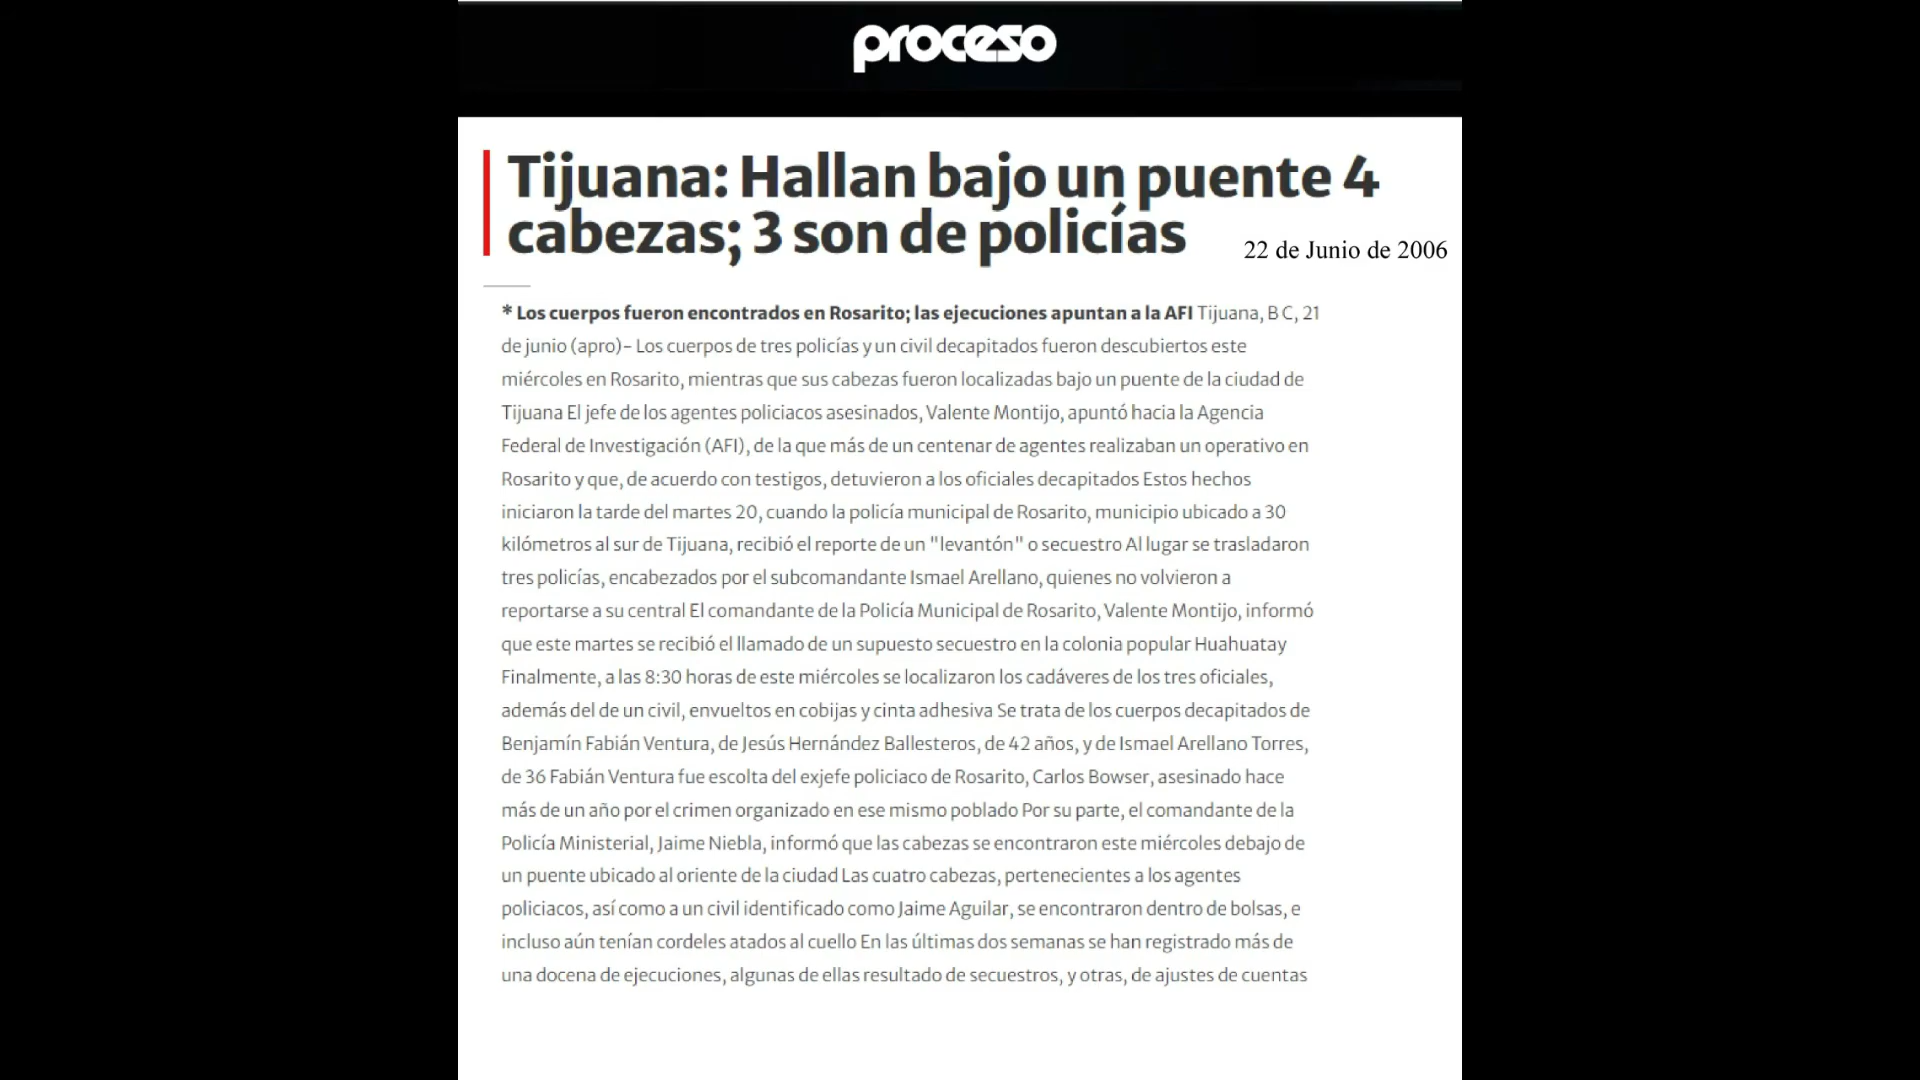 proceso
Tijuana: Hallan bajo un puente 4
cabezas; 3 son de policías
22 de Junio de 2006
* Los cuerpos fueron encontrados en Rosarito; las ejecuciones apuntan a la AFI Tijuana, B C, 21
de junio (apro)- Los cuerpos de tres policías y un civil decapitados fueron descubiertos este
miércoles en Rosarito, mientras que sus cabezas fueron localizadas bajo un puente de la ciudad de
Tijuana El jefe de los agentes policiacos asesinados, Valente Montijo, apuntó hacia la Agencia
Federal de Investigación (AFI), de la que más de un centenar de agentes realizaban un operativo en
Rosarito y que, de acuerdo con testigos, detuvieron a los oficiales decapitados Estos hechos
iniciaron la tarde del martes 20, cuando la policía municipal de Rosarito, municipio ubicado a 30
kilómetros al sur de Tijuana, recibió el reporte de un "levantón" o secuestro Al lugar se trasladaron
tres policías, encabezados por el subcomandante Ismael Arellano, quienes no volvieron a
reportarse a su central El comandante de la Policía Municipal de Rosarito, Valente Montijo, informó
que este martes se recibió el llamado de un supuesto secuestro en la colonia popular Huahuatay
Finalmente, a las 8:30 horas de este miércoles se localizaron los cadáveres de los tres oficiales,
además del de un civil, envueltos en cobijas y cinta adhesiva Se trata de los cuerpos decapitados de
Benjamín Fabián Ventura, de Jesús Hernández Ballesteros, de 42 años, y de Ismael Arellano Torres,
de 36 Fabián Ventura fue escolta del exjefe policiaco de Rosarito, Carlos Bowser, asesinado hace
más de un año por el crimen organizado en ese mismo poblado Por su parte, el comandante de la
Policía Ministerial, Jaime Niebla, informó que las cabezas se encontraron este miércoles debajo de
un puente ubicado al oriente de la ciudad Las cuatro cabezas, pertenecientes a los agentes
policiacos, así como a un civil identificado como Jaime Aguilar, se encontraron dentro de bolsas, e
incluso aún tenían cordeles atados al cuello En las últimas dos semanas se han registrado más de
una docena de ejecuciones, algunas de ellas resultado de secuestros, y otras, de ajustes de cuentas